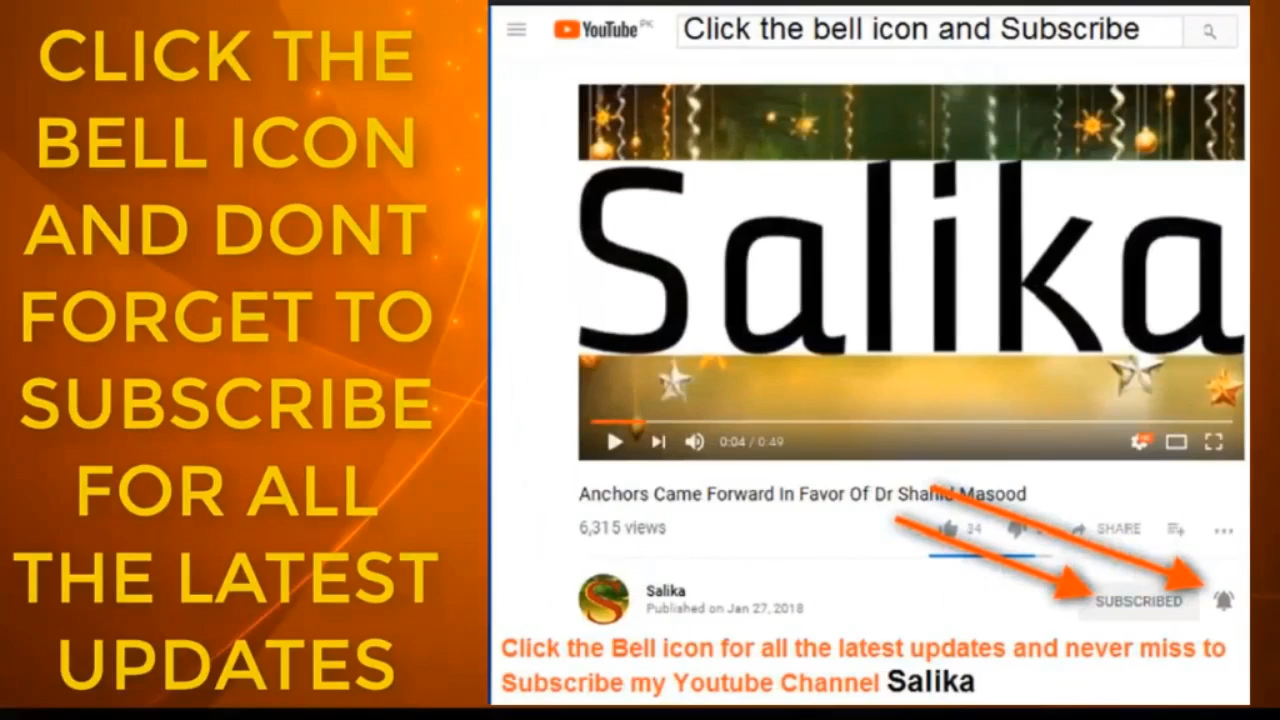 CLICK THE
BELL ICON
AND DONT
FORGET TO
SUBSCRIBE
FOR ALL
THE LATEST
UPDATES
YouTube PK
Click the bell icon and Subscribe
Salika
0:04 / 0:49
Anchors Came Forward In Favor Of Dr Shahid Masood
6,315 views
34
SHARE
Salika
Published on Jan 27, 2018
SUBSCRIBED
Click the Bell icon for all the latest updates and never miss to
Subscribe my Youtube Channel Salika